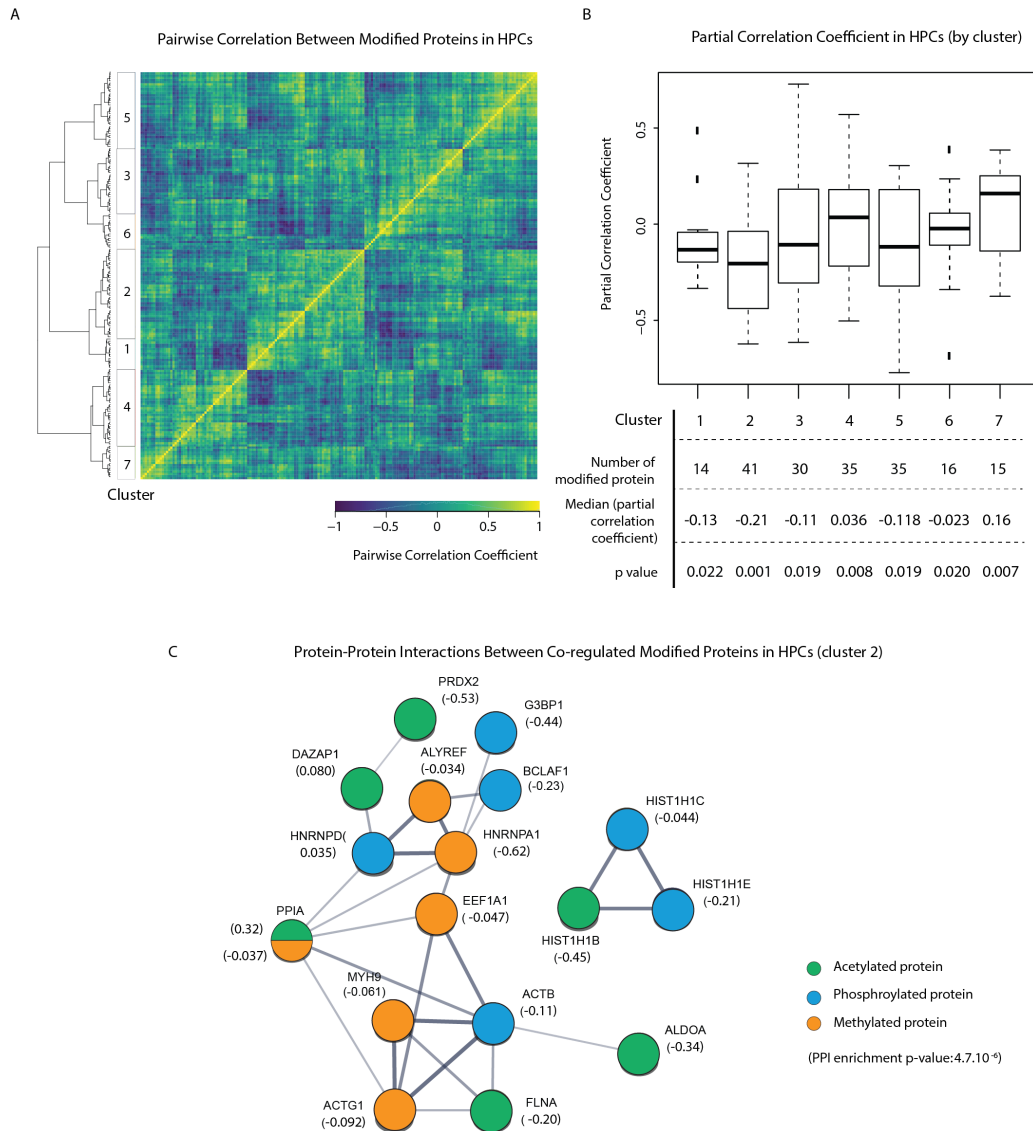 A
Pairwise Correlation Between Modified Proteins in HPCs
5
3
6
2
1
4
7
Cluster
−1
−0.5
0
0.5
1
Pairwise Correlation Coefficient
B
Partial Correlation Coefficient in HPCs (by cluster)
Partial Correlation Coefficient
0.5
0.0
−0.5
Cluster 1 2 3 4 5 6 7
Number of
modified protein
14 41 30 35 35 16 15
Median (partial
correlation
coefficient)
-0.13 -0.21 -0.11 0.036 -0.118 -0.023 0.16
p value 0.022 0.001 0.019 0.008 0.019 0.020 0.007
C
Protein-Protein Interactions Between Co-regulated Modified Proteins in HPCs (cluster 2)
PRDX2
(-0.53)
G3BP1
(-0.44)
DAZAP1
(0.080)
ALYREF
(-0.034)
BCLAF1
(-0.23)
HNRNPD(
0.035)
HNRNPA1
(-0.62)
HIST1H1C
(-0.044)
HIST1H1E
(-0.21)
HIST1H1B
(-0.45)
PPIA
(0.32)
(-0.037)
EEF1A1
( -0.047)
MYH9
(-0.061)
ACTB
(-0.11)
ALDOA
(-0.34)
ACTG1
(-0.092)
FLNA
( -0.20)
Acetylated protein
Phosphroylated protein
Methylated protein
(PPI enrichment p-value:4.7.10⁻⁶)